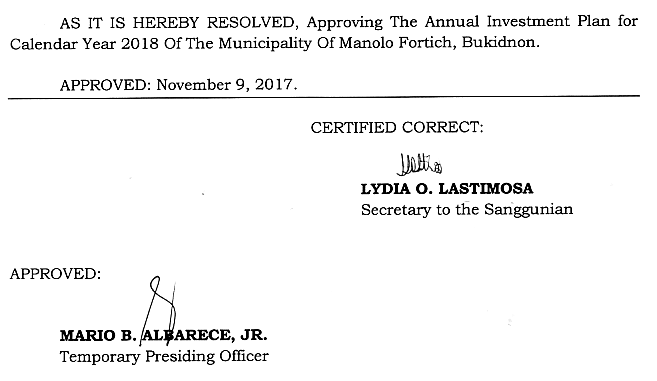 AS IT IS HEREBY RESOLVED, Approving The Annual Investment Plan for
Calendar Year 2018 Of The Municipality Of Manolo Fortich, Bukidnon.
APPROVED: November 9, 2017.
CERTIFIED CORRECT:
LYDIA O. LASTIMOSA
Secretary to the Sanggunian
APPROVED:
MARIO B. ALBARECE, JR.
Temporary Presiding Officer